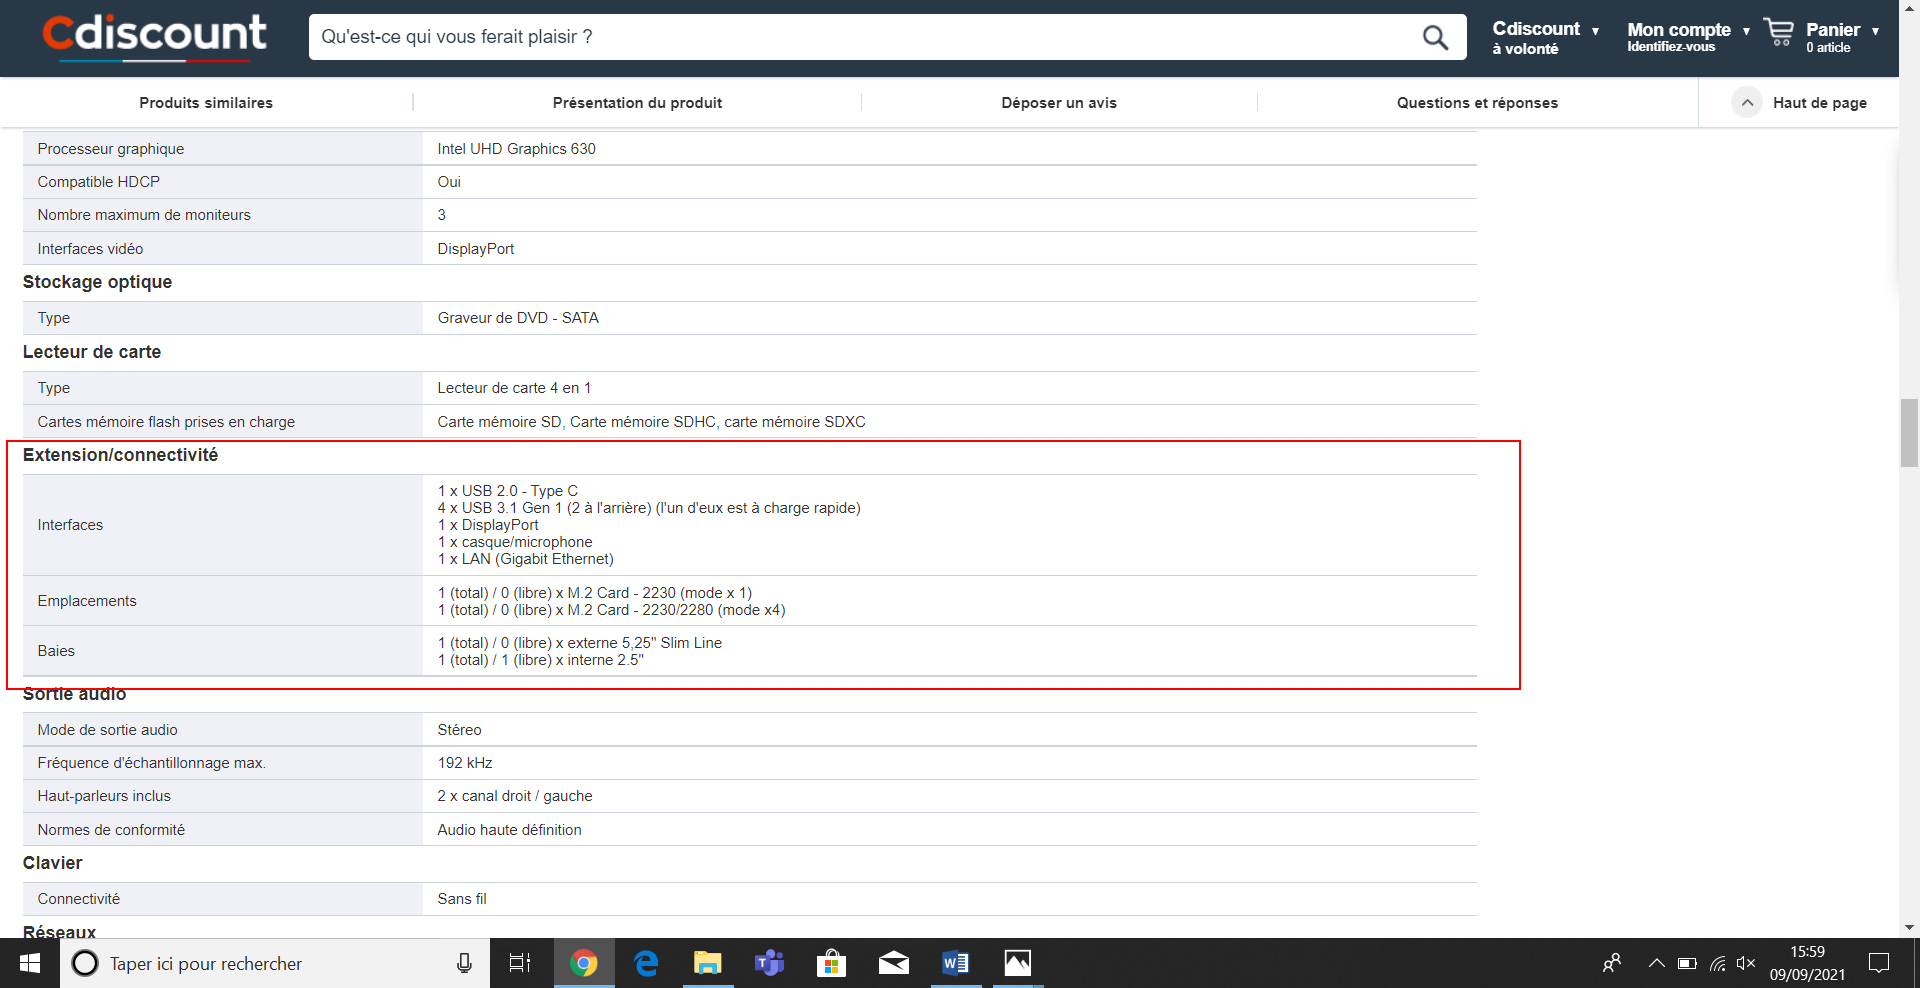 Cdiscount
Qu'est-ce qui vous ferait plaisir ?
Cdiscount
à volonté
Mon compte
Identifiez-vous
Panier
0 article
Produits similaires
Présentation du produit
Déposer un avis
Questions et réponses
Haut de page
Processeur graphique Intel UHD Graphics 630
Compatible HDCP Oui
Nombre maximum de moniteurs 3
Interfaces vidéo DisplayPort
Stockage optique
Type Graveur de DVD - SATA
Lecteur de carte
Type Lecteur de carte 4 en 1
Cartes mémoire flash prises en charge Carte mémoire SD, Carte mémoire SDHC, carte mémoire SDXC
Extension/connectivité
Interfaces
1 x USB 2.0 - Type C
4 x USB 3.1 Gen 1 (2 à l'arrière) (l'un d'eux est à charge rapide)
1 x DisplayPort
1 x casque/microphone
1 x LAN (Gigabit Ethernet)
Emplacements
1 (total) / 0 (libre) x M.2 Card - 2230 (mode x 1)
1 (total) / 0 (libre) x M.2 Card - 2230/2280 (mode x4)
Baies
1 (total) / 0 (libre) x externe 5,25" Slim Line
1 (total) / 1 (libre) x interne 2.5"
Sortie audio
Mode de sortie audio Stéreo
Fréquence d'échantillonnage max. 192 kHz
Haut-parleurs inclus 2 x canal droit / gauche
Normes de conformité Audio haute définition
Clavier
Connectivité Sans fil
Réseaux
Taper ici pour rechercher
15:59
09/09/2021